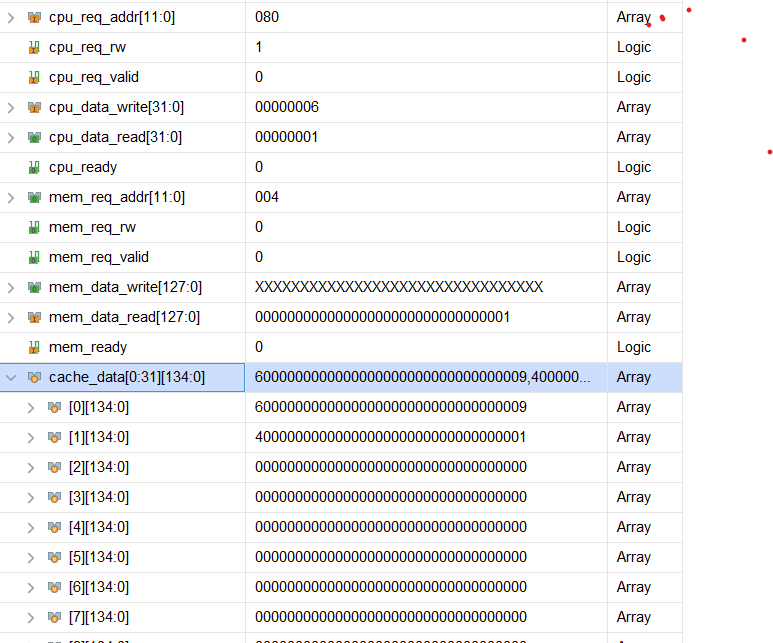 cpu_req_addr[11:0] 080 Array
cpu_req_rw 1 Logic
cpu_req_valid 0 Logic
cpu_data_write[31:0] 00000006 Array
cpu_data_read[31:0] 00000001 Array
cpu_ready 0 Logic
mem_req_addr[11:0] 004 Array
mem_req_rw 0 Logic
mem_req_valid 0 Logic
mem_data_write[127:0] XXXXXXXXXXXXXXXXXXXXXXXXXXXXXXXX Array
mem_data_read[127:0] 00000000000000000000000000000001 Array
mem_ready 0 Logic
cache_data[0:31][134:0] 6000000000000000000000000000000009,400000... Array
[0][134:0] 6000000000000000000000000000000009 Array
[1][134:0] 4000000000000000000000000000000001 Array
[2][134:0] 0000000000000000000000000000000000 Array
[3][134:0] 0000000000000000000000000000000000 Array
[4][134:0] 0000000000000000000000000000000000 Array
[5][134:0] 0000000000000000000000000000000000 Array
[6][134:0] 0000000000000000000000000000000000 Array
[7][134:0] 0000000000000000000000000000000000 Array